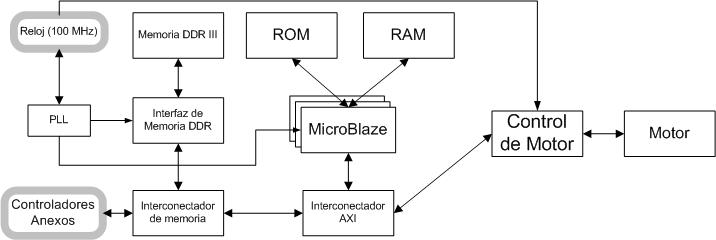 Reloj (100 MHz)
Memoria DDR III
ROM
RAM
PLL
Interfaz de
Memoria DDR
MicroBlaze
Control
de Motor
Motor
Controladores
Anexos
Interconectador
de memoria
Interconectador
AXI